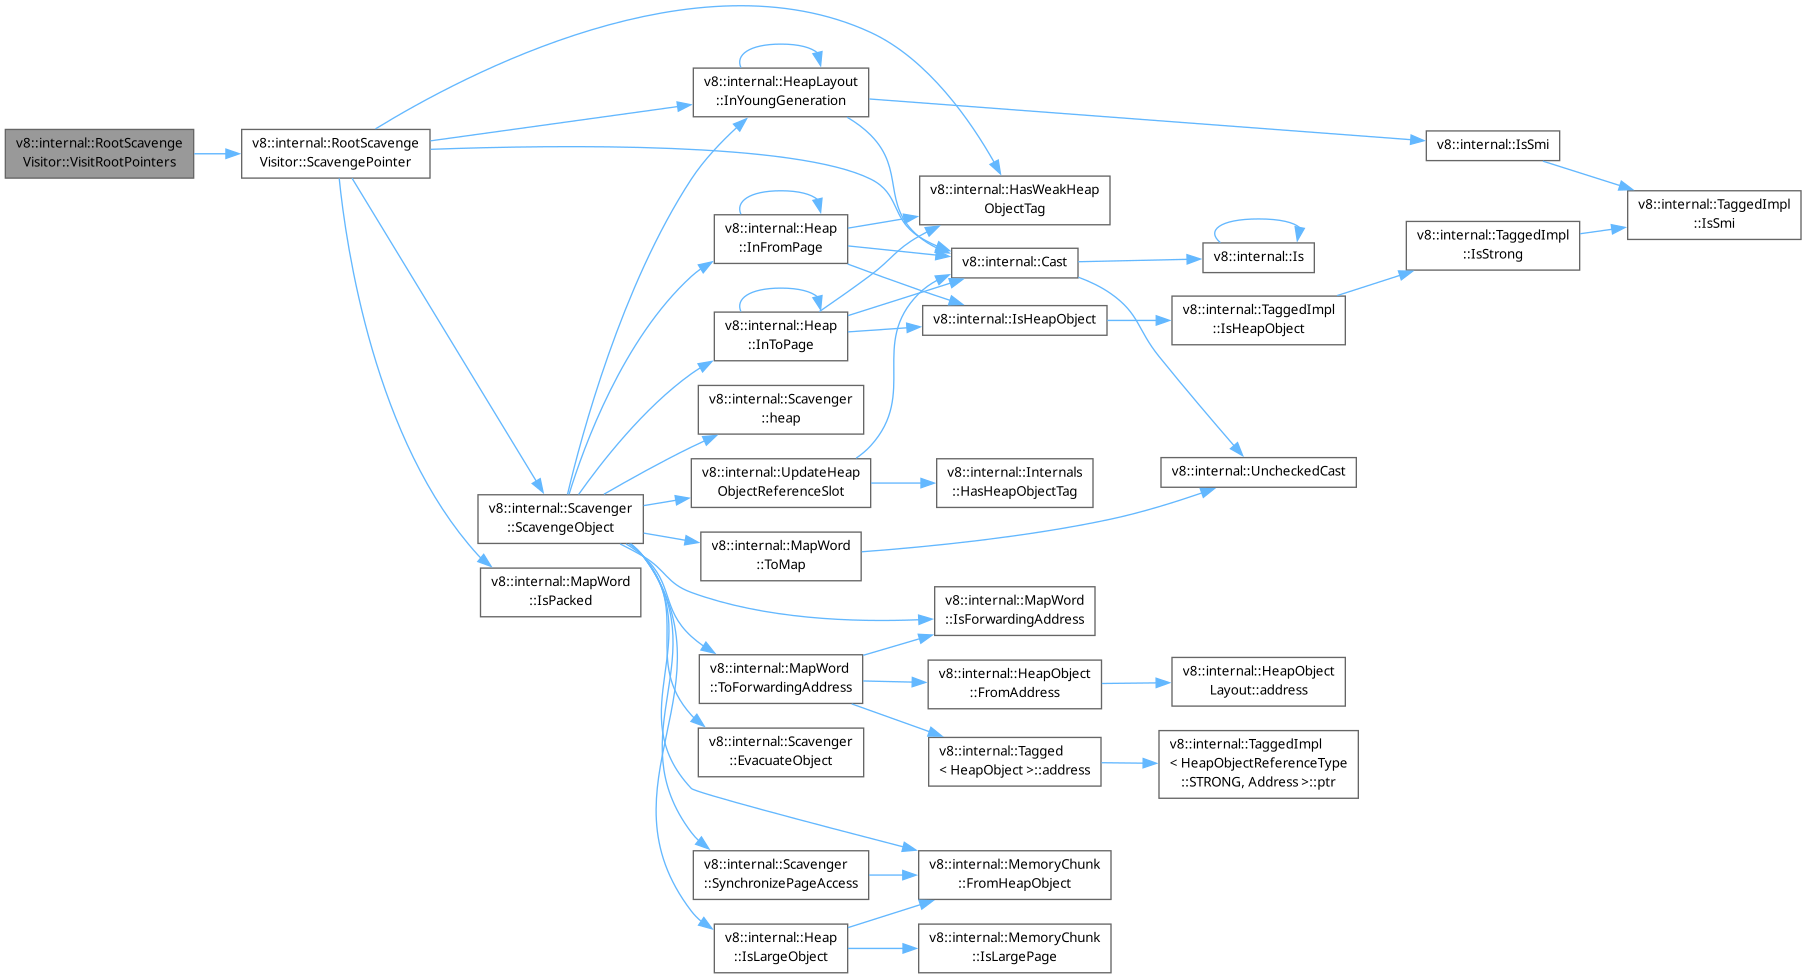 v8::internal::RootScavenge
Visitor::VisitRootPointers
v8::internal::RootScavenge
Visitor::ScavengePointer
v8::internal::HeapLayout
::InYoungGeneration
v8::internal::HasWeakHeap
ObjectTag
v8::internal::IsSmi
v8::internal::TaggedImpl
::IsSmi
v8::internal::Heap
::InFromPage
v8::internal::Cast
v8::internal::Is
v8::internal::TaggedImpl
::IsStrong
v8::internal::Heap
::InToPage
v8::internal::IsHeapObject
v8::internal::TaggedImpl
::IsHeapObject
v8::internal::Scavenger
::heap
v8::internal::UpdateHeap
ObjectReferenceSlot
v8::internal::Internals
::HasHeapObjectTag
v8::internal::UncheckedCast
v8::internal::Scavenger
::ScavengeObject
v8::internal::MapWord
::ToMap
v8::internal::MapWord
::IsPacked
v8::internal::MapWord
::IsForwardingAddress
v8::internal::MapWord
::ToForwardingAddress
v8::internal::HeapObject
::FromAddress
v8::internal::HeapObject
Layout::address
v8::internal::Scavenger
::EvacuateObject
v8::internal::Tagged
< HeapObject >::address
v8::internal::TaggedImpl
< HeapObjectReferenceType
::STRONG, Address >::ptr
v8::internal::Scavenger
::SynchronizePageAccess
v8::internal::MemoryChunk
::FromHeapObject
v8::internal::Heap
::IsLargeObject
v8::internal::MemoryChunk
::IsLargePage